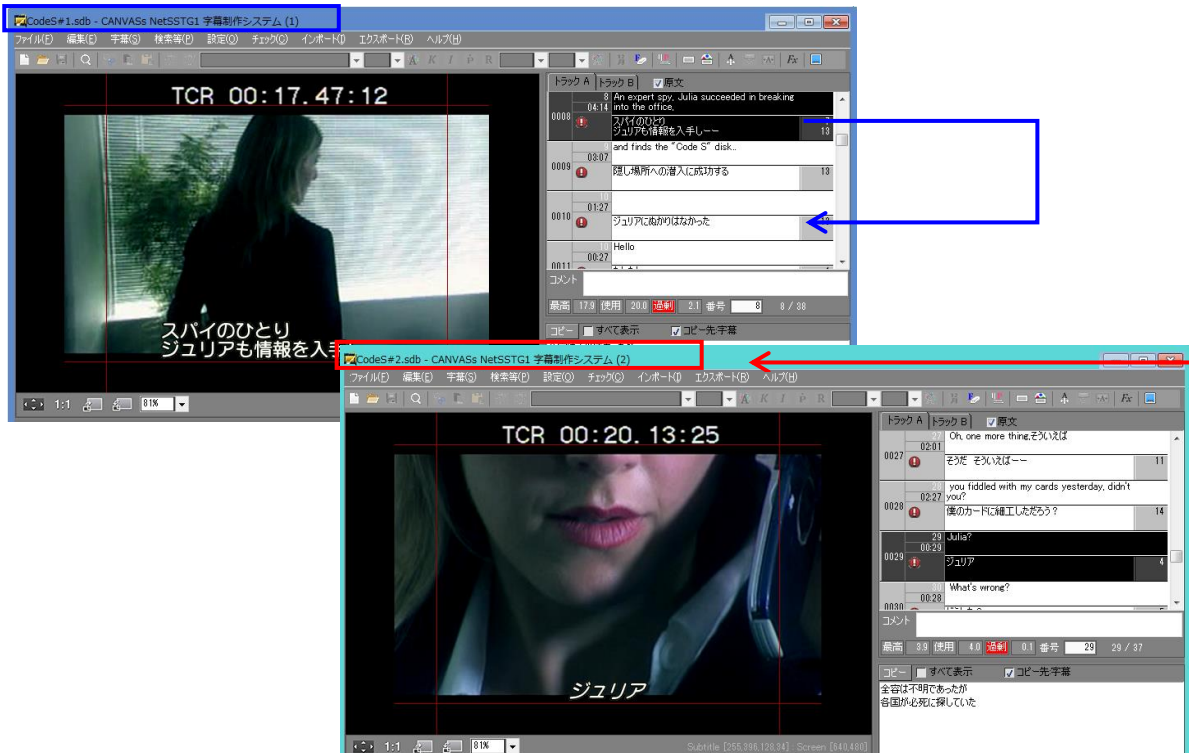 CodeS#1.sdb - CANVASs NetSSTG1 字幕制作システム (1)
ファイル(F) 編集(E) 字幕(S) 検索等(P) 設定(O) チェック(Q) インポート(I) エクスポート(R) ヘルプ(H)
A K I P R Fx
トラック A トラック B 原文
TCR 00:17.47:12
8 An expert spy, Julia succeeded in breaking
04:14 into the office,
0008 スパイのひとり
ジュリアも情報を入手しーー 13
and finds the "Code S" disk..
03:07
0009 隠し場所への潜入に成功する 13
01:27
0010 ジュリアにぬかりはなかった
10 Hello
00:27
0011
コメント
最高 17.9 使用 20.0 過剰 2.1 番号 8 8 / 38
コピー すべて表示 コピー先字幕
スパイのひとり
ジュリアも情報を入手
1:1 81%
CodeS#2.sdb - CANVASs NetSSTG1 字幕制作システム (2)
ファイル(F) 編集(E) 字幕(S) 検索等(P) 設定(O) チェック(Q) インポート(I) エクスポート(R) ヘルプ(H)
A K I P R Fx
トラック A トラック B 原文
TCR 00:20.13:25
27 Oh, one more thing,そういえば
02:01
0027 そうだ そういえばーー 11
you fiddled with my cards yesterday, didn't
02:27 you?
0028 僕のカードに細工しただろう? 14
29 Julia?
00:29
0029 ジュリア 4
What's wrong?
00:28
0030
コメント
最高 3.9 使用 4.0 過剰 0.1 番号 29 29 / 37
コピー すべて表示 コピー先字幕
全容は不明であったが
各国が必死に探していた
ジュリア
1:1 81% Subtitle [255,396,128,34] : Screen [640,480]